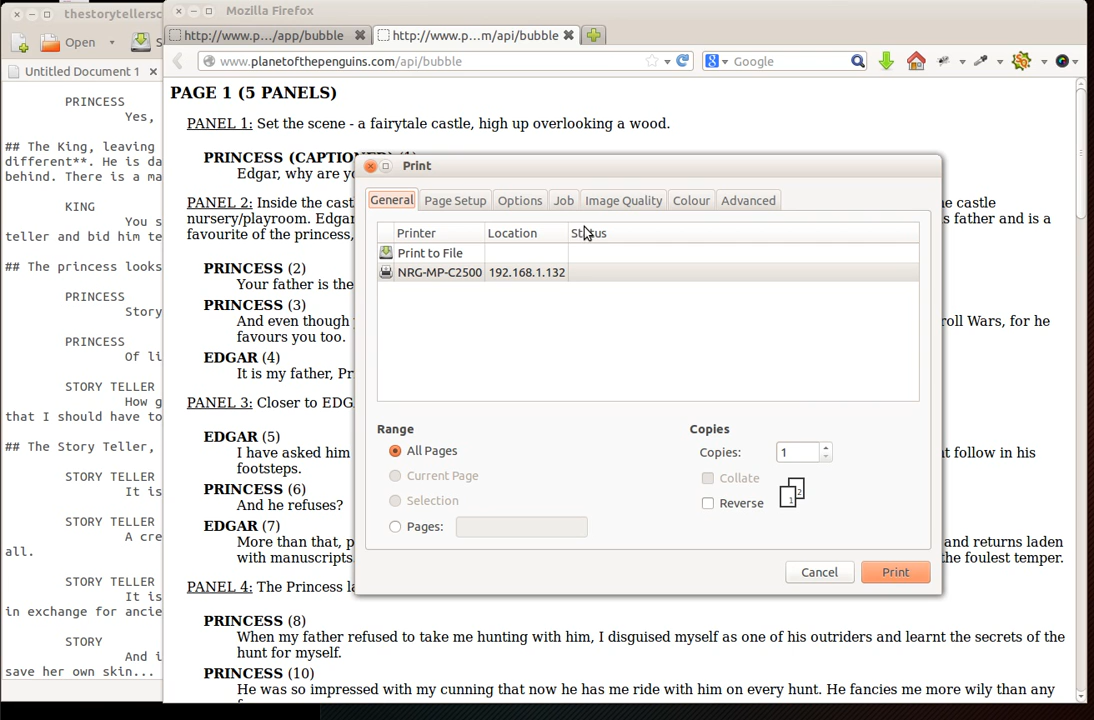 thestorytellersc
Mozilla Firefox
http://www.p.../app/bubble
http://www.p...m/api/bubble
Open
S
www.planetofthepenguins.com/api/bubble
Google
Untitled Document 1
PAGE 1 (5 PANELS)
PRINCESS
Yes,
PANEL 1: Set the scene - a fairytale castle, high up overlooking a wood.
## The King, leaving
different**. He is da
behind. There is a ma
PRINCESS (CAPTIONED) (1)
Edgar, why are yo
KING
You s
teller and bid him te
PANEL 2: Inside the cast
e castle
nursery/playroom. Edgar
s father and is a
favourite of the princess,
## The princess looks
PRINCESS (2)
Your father is the
PRINCESS
Story
PRINCESS (3)
And even though
roll Wars, for he
favours you too.
PRINCESS
Of li
EDGAR (4)
It is my father, Pr
STORY TELLER
How g
that I should have to
PANEL 3: Closer to EDG
## The Story Teller,
EDGAR (5)
I have asked him
t follow in his
footsteps.
STORY TELLER
It is
PRINCESS (6)
And he refuses?
STORY TELLER
A cre
all.
EDGAR (7)
More than that, p
and returns laden
with manuscripts
he foulest temper.
STORY TELLER
It is
in exchange for ancie
PANEL 4: The Princess la
PRINCESS (8)
When my father refused to take me hunting with him, I disguised myself as one of his outriders and learnt the secrets of the
hunt for myself.
STORY
And i
save her own skin...
PRINCESS (10)
He was so impressed with my cunning that now he has me ride with him on every hunt. He fancies me more wily than any
Print
General
Page Setup
Options
Job
Image Quality
Colour
Advanced
Printer
Location
Status
Print to File
NRG-MP-C2500
192.168.1.132
Range
Copies
All Pages
Copies:
1
Current Page
Collate
Selection
Reverse
1
2
Pages:
Cancel
Print